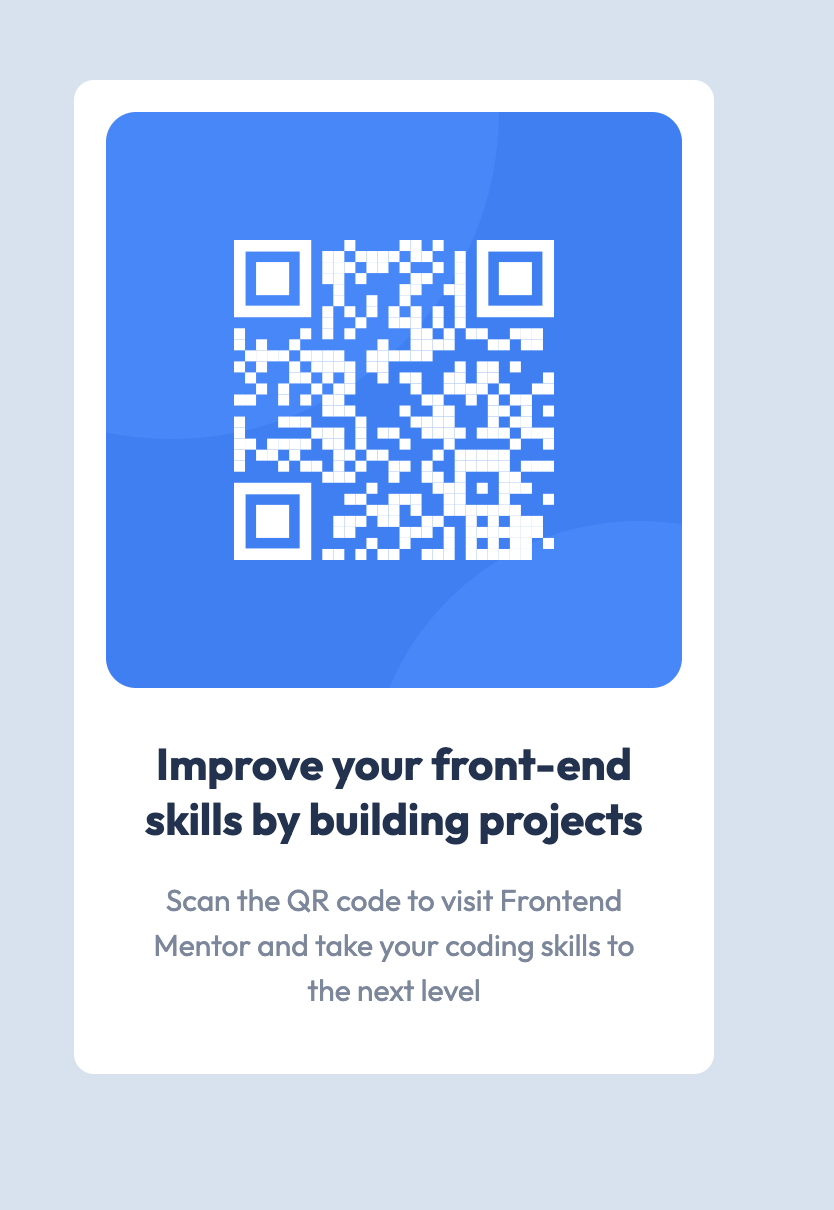 Improve your front-end
skills by building projects
Scan the QR code to visit Frontend
Mentor and take your coding skills to
the next level